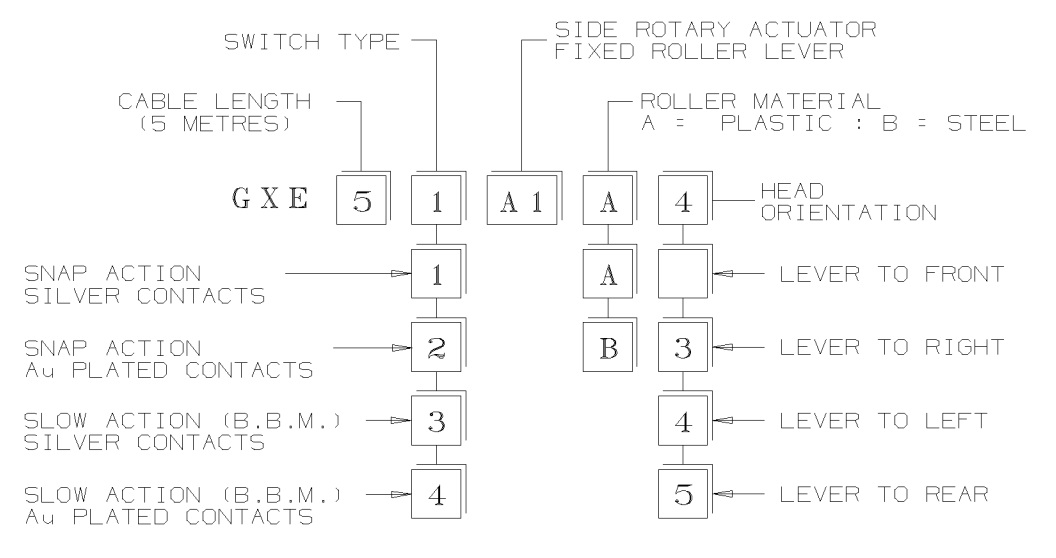 SWITCH TYPE
SIDE ROTARY ACTUATOR
FIXED ROLLER LEVER
CABLE LENGTH
(5 METRES)
ROLLER MATERIAL
A = PLASTIC : B = STEEL
GXE 5 1 A1 A 4
HEAD
ORIENTATION
SNAP ACTION
SILVER CONTACTS
1 A
LEVER TO FRONT
SNAP ACTION
Au PLATED CONTACTS
2 B 3
LEVER TO RIGHT
SLOW ACTION (B.B.M.)
SILVER CONTACTS
3 4
LEVER TO LEFT
SLOW ACTION (B.B.M.)
Au PLATED CONTACTS
4 5
LEVER TO REAR